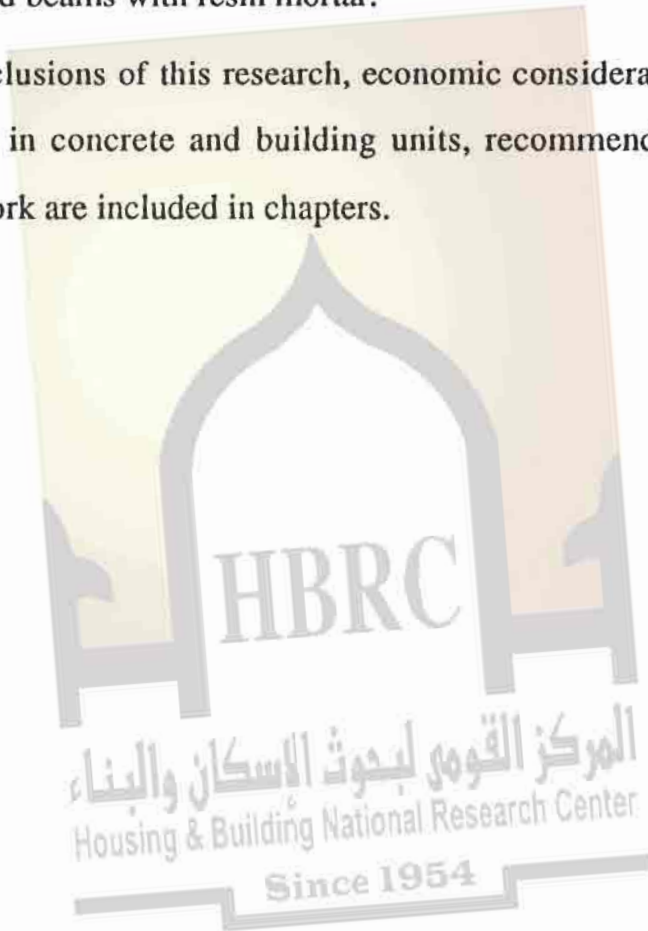 beams with resin mortar.
clusions of this research, economic considera
in concrete and building units, recommend
ork are included in chapters.
HBRC
المركز القومى لبحوث الإسكان والبناء
Housing & Building National Research Center
Since 1954